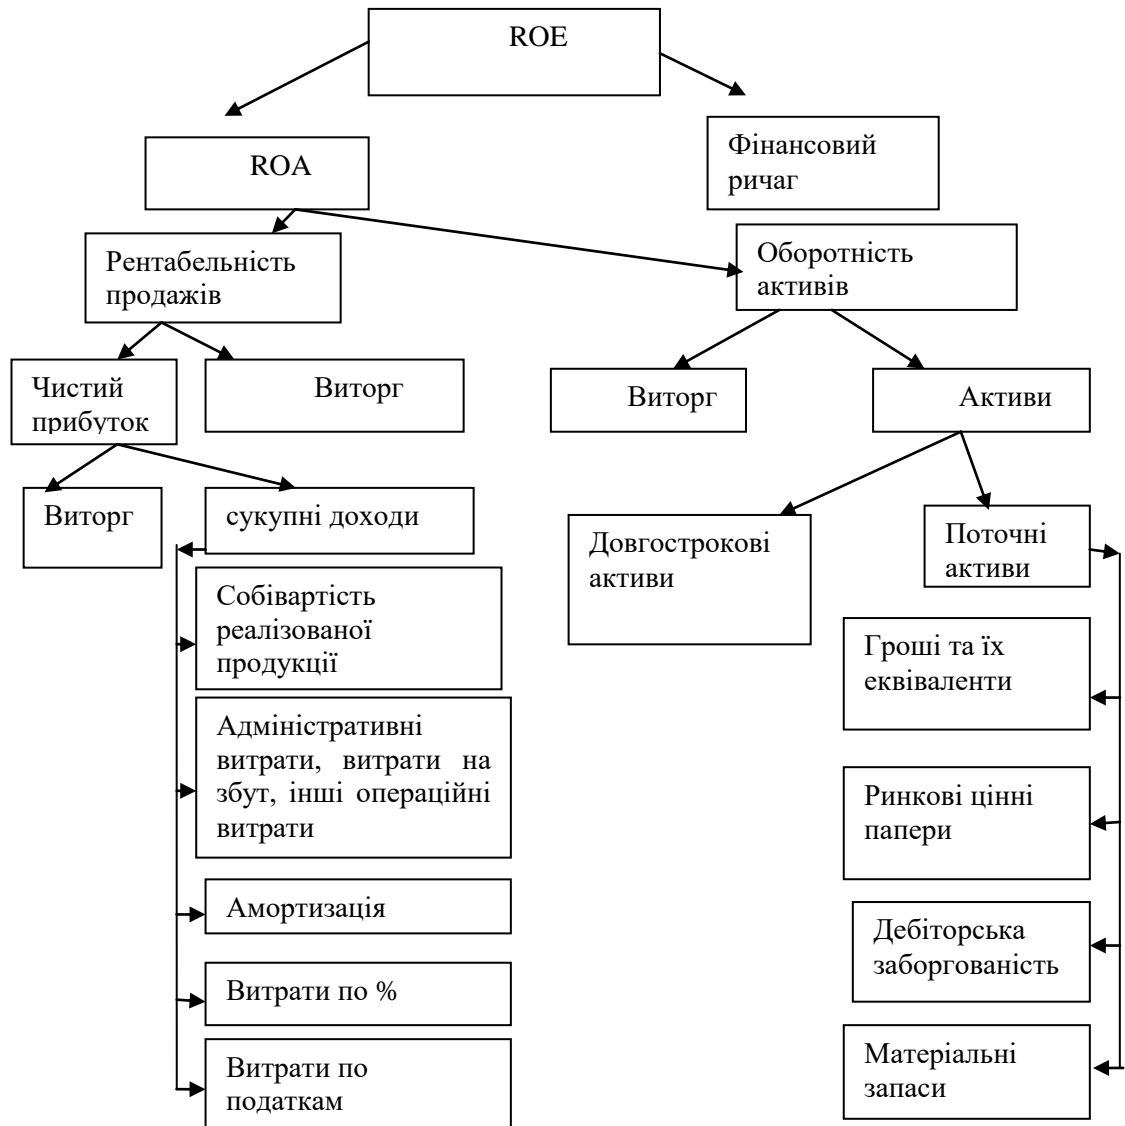 ROE
ROA
Фінансовий
ричаг
Рентабельність
продажів
Оборотність
активів
Чистий
прибуток
Виторг
Виторг
Активи
Виторг
сукупні доходи
Довгострокові
активи
Поточні
активи
Собівартість
реалізованої
продукції
Гроші та їх
еквіваленти
Адміністративні
витрати, витрати на
збут, інші операційні
витрати
Ринкові цінні
папери
Амортизація
Дебіторська
заборгованість
Витрати по %
Матеріальні
запаси
Витрати по
податкам